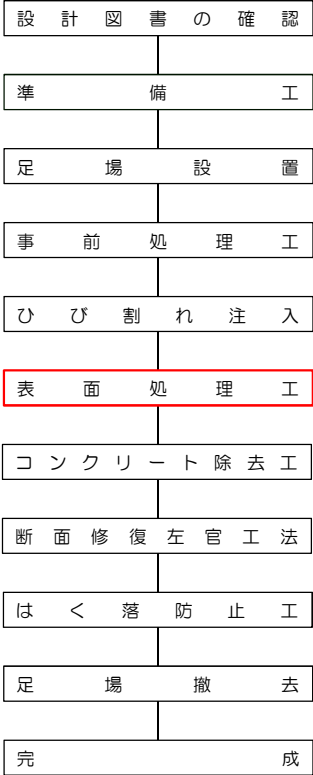 設計図書の確認
準備工
足場設置
事前処理工
ひび割れ注入
表面処理工
コンクリート除去工
断面修復左官工法
はく落防止工
足場撤去
完成